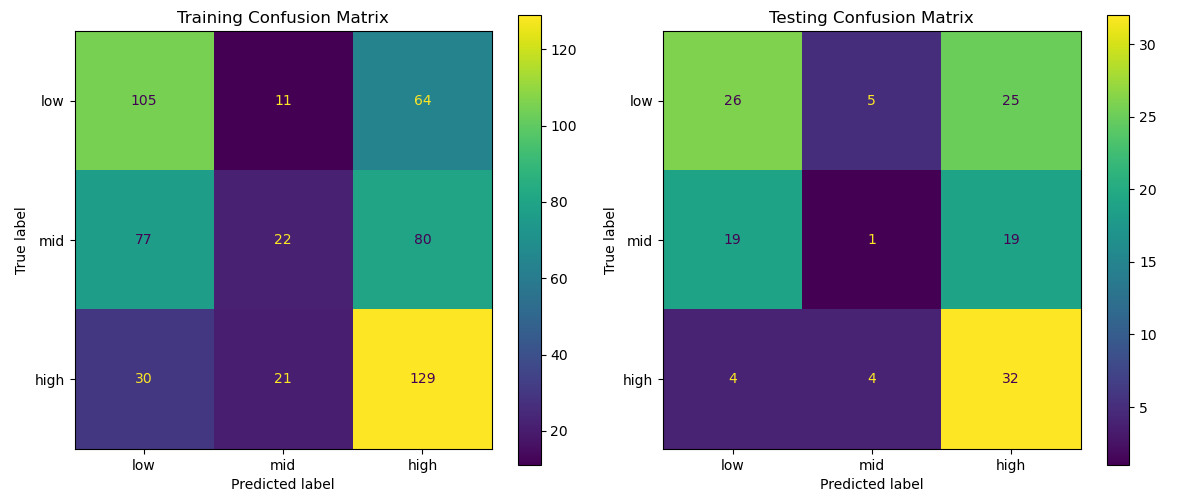 Training Confusion Matrix
True label
low
mid
high
105 11 64
77 22 80
30 21 129
low mid high
Predicted label
120
100
80
60
40
20
Testing Confusion Matrix
True label
low
mid
high
26 5 25
19 1 19
4 4 32
low mid high
Predicted label
30
25
20
15
10
5